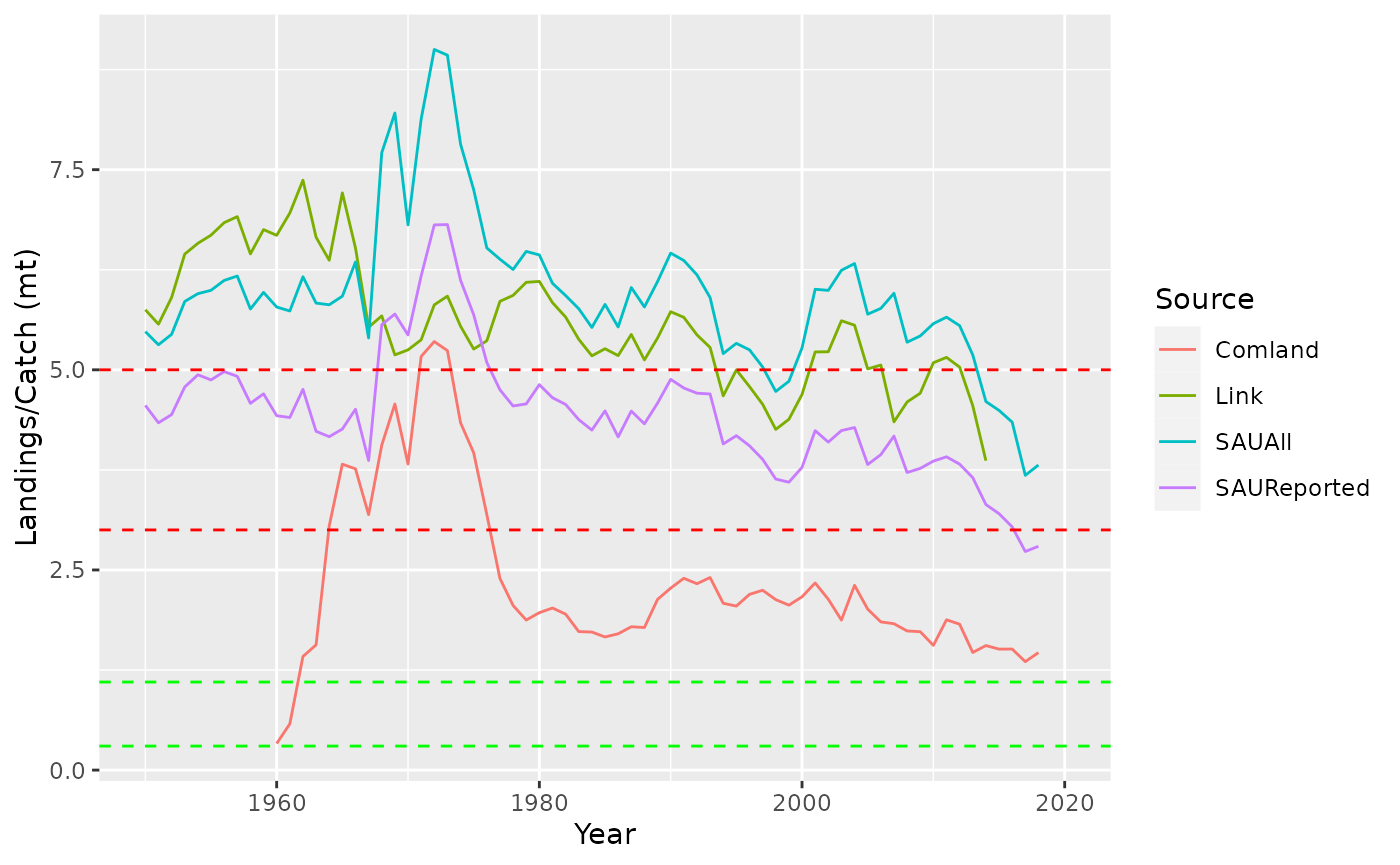 Landings/Catch (mt)
7.5
5.0
2.5
0.0
1960
1980
2000
2020
Year
Source
Comland
Link
SAUAll
SAUReported